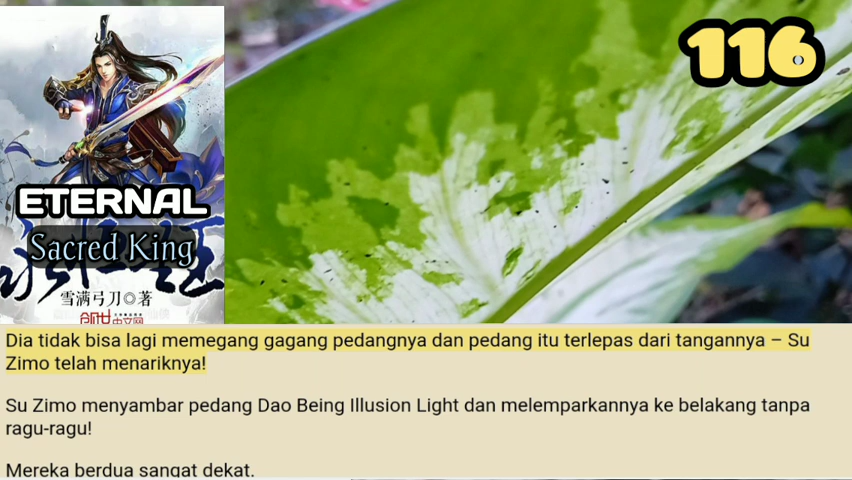 116
ETERNAL
Sacred King
雪满弓刀◎著
Dia tidak bisa lagi memegang gagang pedangnya dan pedang itu terlepas dari tangannya – Su
Zimo telah menariknya!
Su Zimo menyambar pedang Dao Being Illusion Light dan melemparkannya ke belakang tanpa
ragu-ragu!
Mereka berdua sangat dekat.